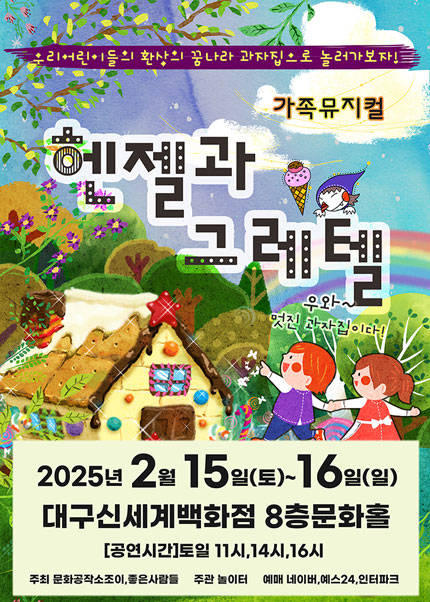 우리어린이들의 환상의 꿈나라 과자집으로 놀러가보자!
가족뮤지컬
헨젤과
그레텔
우와~
멋진 과자집이다!
2025년 2월 15일(토)~16일(일)
대구신세계백화점 8층문화홀
[공연시간]토일 11시,14시,16시
주최 문화공작소조이,좋은사람들 주관 놀이터 예매 네이버,예스24,인터파크